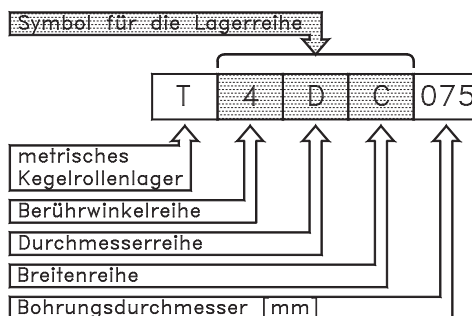 Symbol für die Lagerreihe
T 4 D C 075
metrisches
Kegelrollenlager
Berührwinkelreihe
Durchmesserreihe
Breitenreihe
Bohrungsdurchmesser [mm]